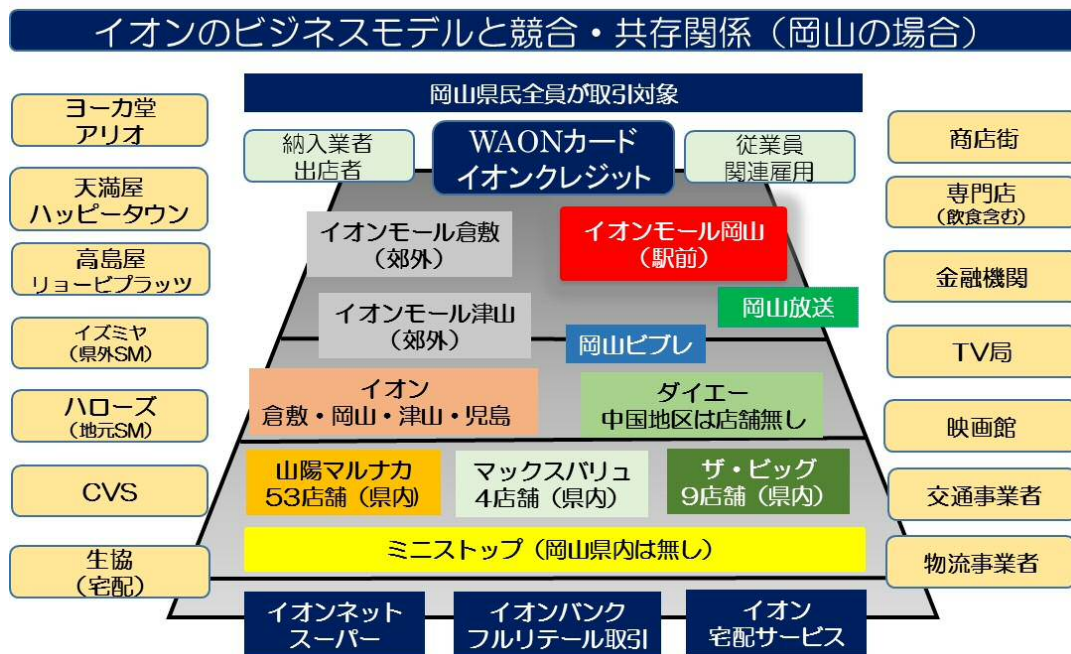 イオンのビジネスモデルと競合・共存関係（岡山の場合）
岡山県民全員が取引対象
ヨーカ堂
アリオ
天満屋
ハッピータウン
高島屋
リョービプラッツ
イズミヤ
（県外SM）
ハローズ
（地元SM）
CVS
生協
（宅配）
納入業者
出店者
WAONカード
イオンクレジット
従業員
関連雇用
イオンモール倉敷
（郊外）
イオンモール岡山
（駅前）
岡山放送
イオンモール津山
（郊外）
岡山ビブレ
イオン
倉敷・岡山・津山・児島
ダイエー
中国地区は店舗無し
山陽マルナカ
53店舗（県内）
マックスバリュ
4店舗（県内）
ザ・ビッグ
9店舗（県内）
ミニストップ（岡山県内は無し）
イオンネット
スーパー
イオンバンク
フルリテール取引
イオン
宅配サービス
商店街
専門店
（飲食含む）
金融機関
TV局
映画館
交通事業者
物流事業者